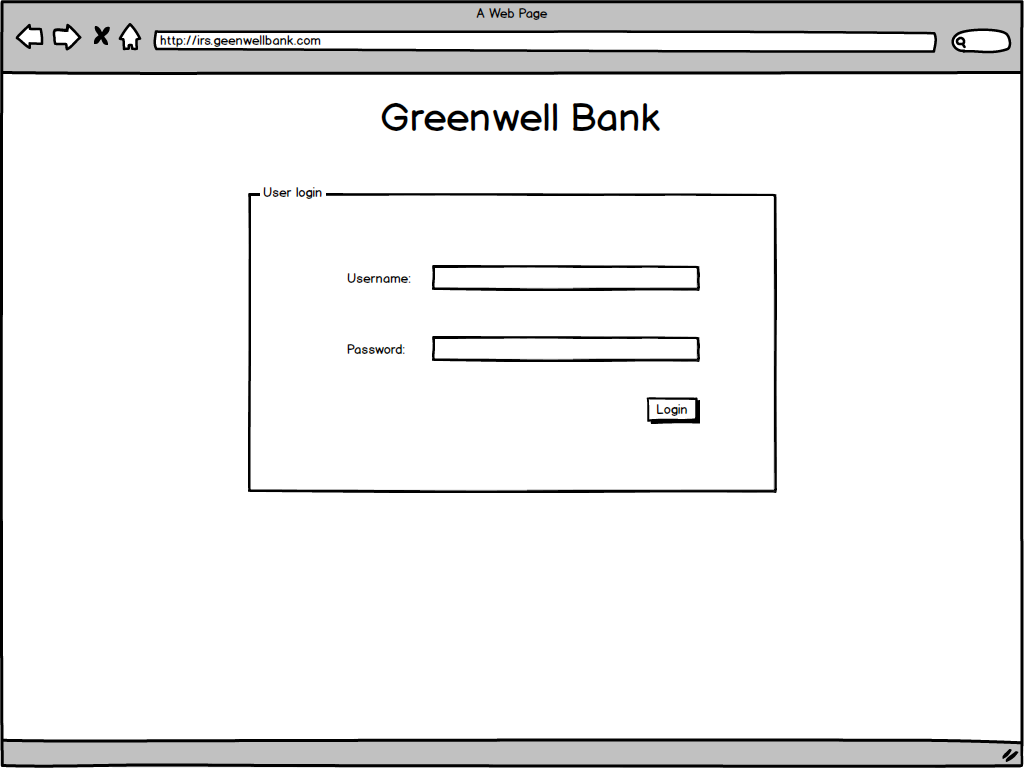 A Web Page
http://irs.geenwellbank.com
Greenwell Bank
User login
Username:
Password:
Login